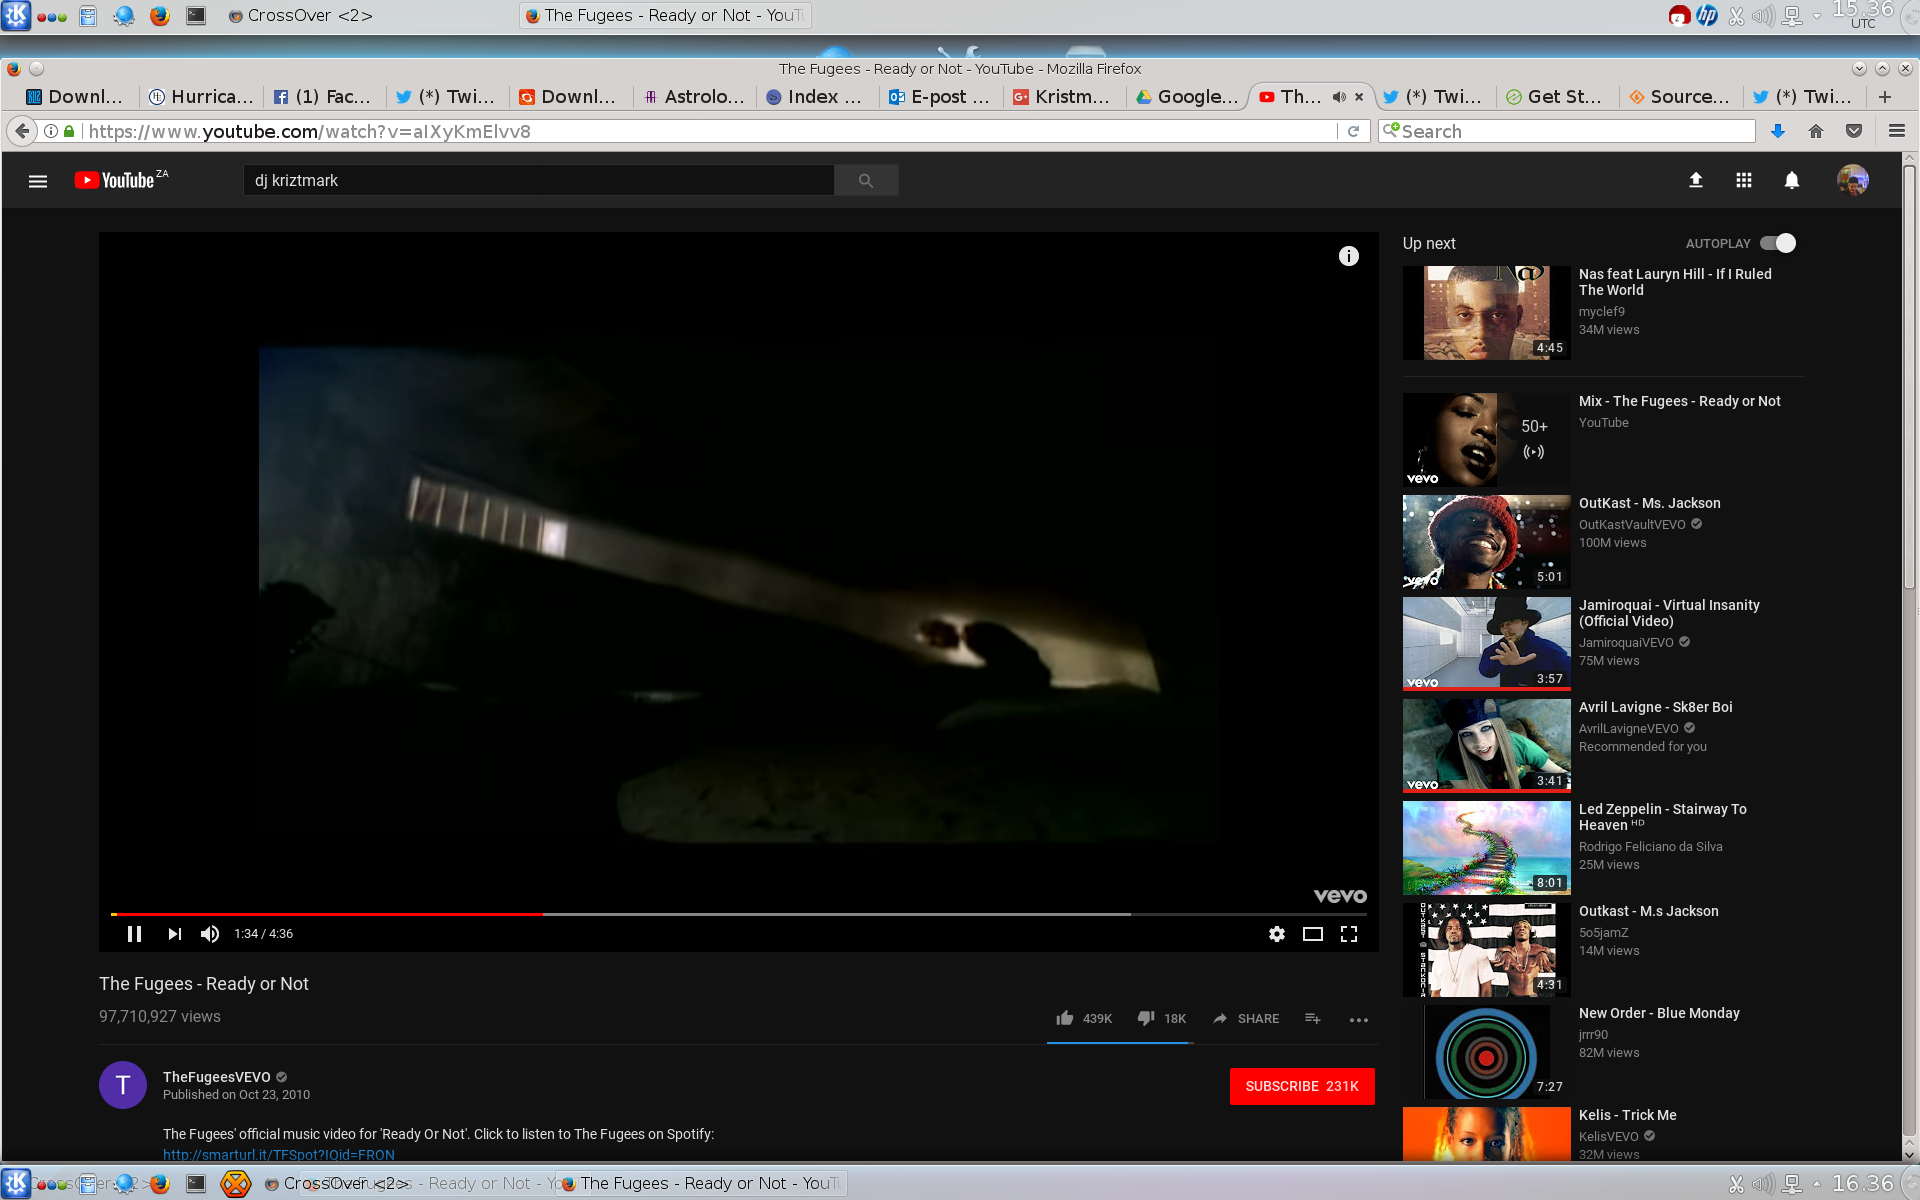 CrossOver <2>
The Fugees - Ready or Not - YouT
15.36
UTC
The Fugees - Ready or Not - YouTube - Mozilla Firefox
Downl...
Hurrica...
(1) Fac...
(*) Twi...
Downl...
Astrolo...
Index ...
E-post ...
Kristm...
Google...
Th...
(*) Twi...
Get St...
Source...
(*) Twi...
https://www.youtube.com/watch?v=aIXyKmElvv8
Search
YouTube ZA
dj kriztmark
Up next
AUTOPLAY
Nas feat Lauryn Hill - If I Ruled
The World
myclef9
34M views
4:45
Mix - The Fugees - Ready or Not
YouTube
50+
vevo
OutKast - Ms. Jackson
OutKastVaultVEVO
100M views
5:01
vevo
Jamiroquai - Virtual Insanity
(Official Video)
JamiroquaiVEVO
75M views
3:57
vevo
Avril Lavigne - Sk8er Boi
AvrilLavigneVEVO
Recommended for you
3:41
vevo
Led Zeppelin - Stairway To
Heaven HD
Rodrigo Feliciano da Silva
25M views
8:01
Outkast - M.s Jackson
5o5jamZ
14M views
4:31
New Order - Blue Monday
jrrr90
82M views
7:27
Kelis - Trick Me
KelisVEVO
32M views
vevo
1:34 / 4:36
The Fugees - Ready or Not
97,710,927 views
439K
18K
SHARE
T
TheFugeesVEVO
Published on Oct 23, 2010
SUBSCRIBE 231K
The Fugees' official music video for 'Ready Or Not'. Click to listen to The Fugees on Spotify:
http://smarturl.it/TFSpot?IQid=FRON
CrossOver <2>
The Fugees - Ready or Not - YouT
16.36